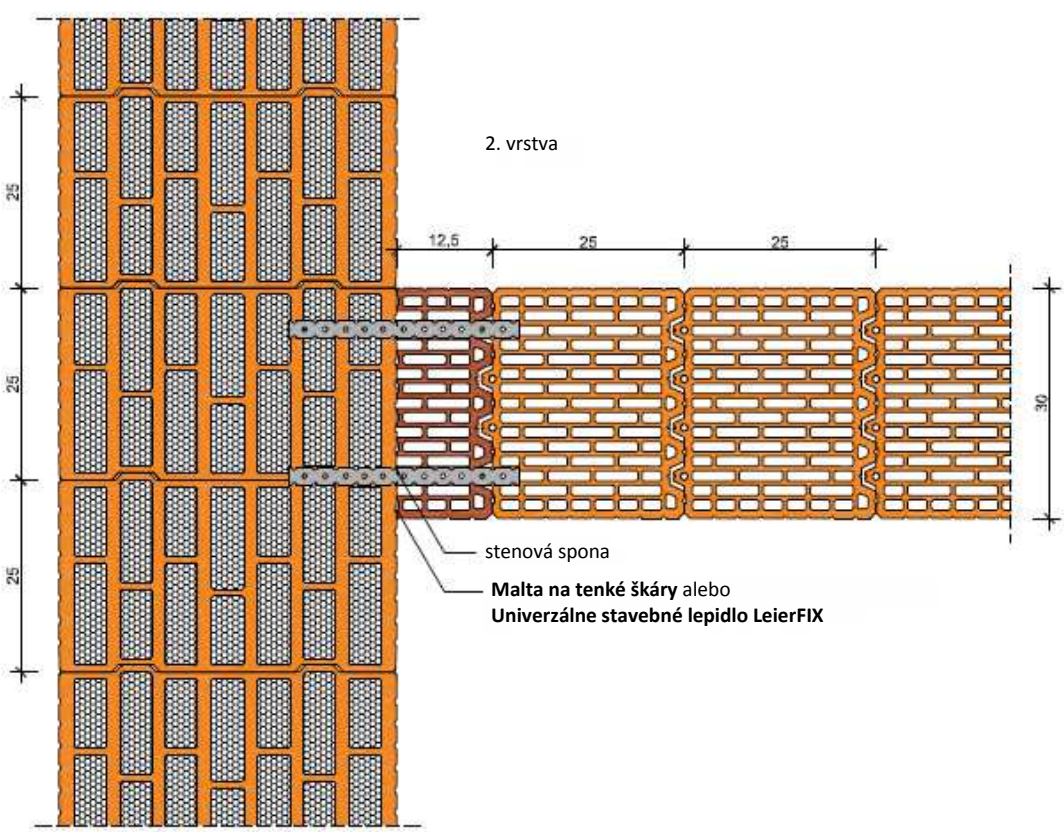 2. vrstva
12,5
25
25
25
25
25
30
stenová spona
Malta na tenké škáry alebo
Univerzálne stavebné lepidlo LeierFIX